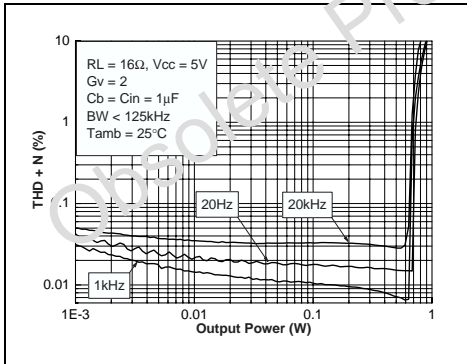 Obsolete Pro
10
1
0.1
0.01
THD + N (%)
RL = 16Ω, Vcc = 5V
Gv = 2
Cb = Cin = 1µF
BW < 125kHz
Tamb = 25°C
20Hz
20kHz
1kHz
1E-3
0.01
0.1
1
Output Power (W)